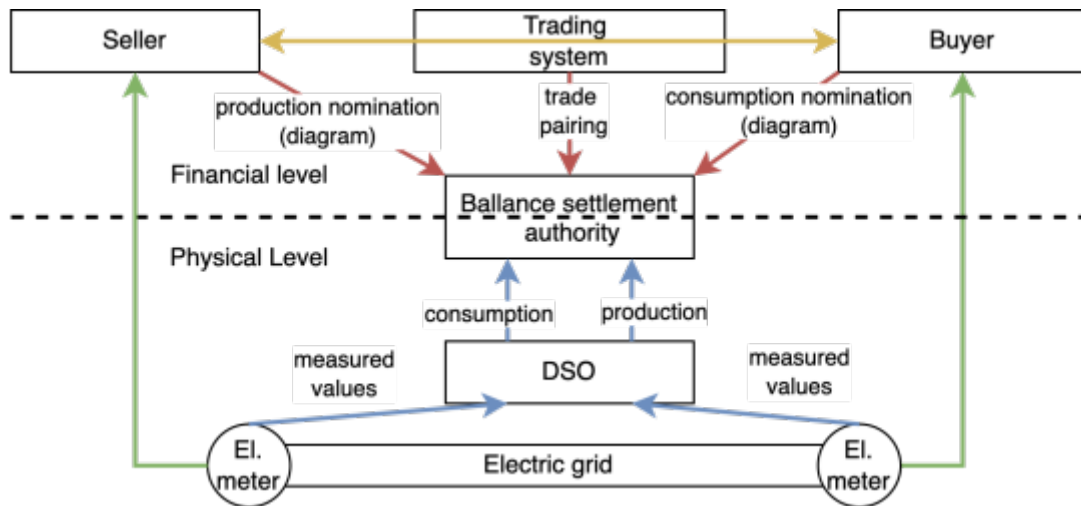 Seller
Trading
system
Buyer
production nomination
(diagram)
trade
pairing
consumption nomination
(diagram)
Financial level
Ballance settlement
authority
Physical Level
consumption
production
measured
values
DSO
measured
values
El.
meter
Electric grid
El.
meter